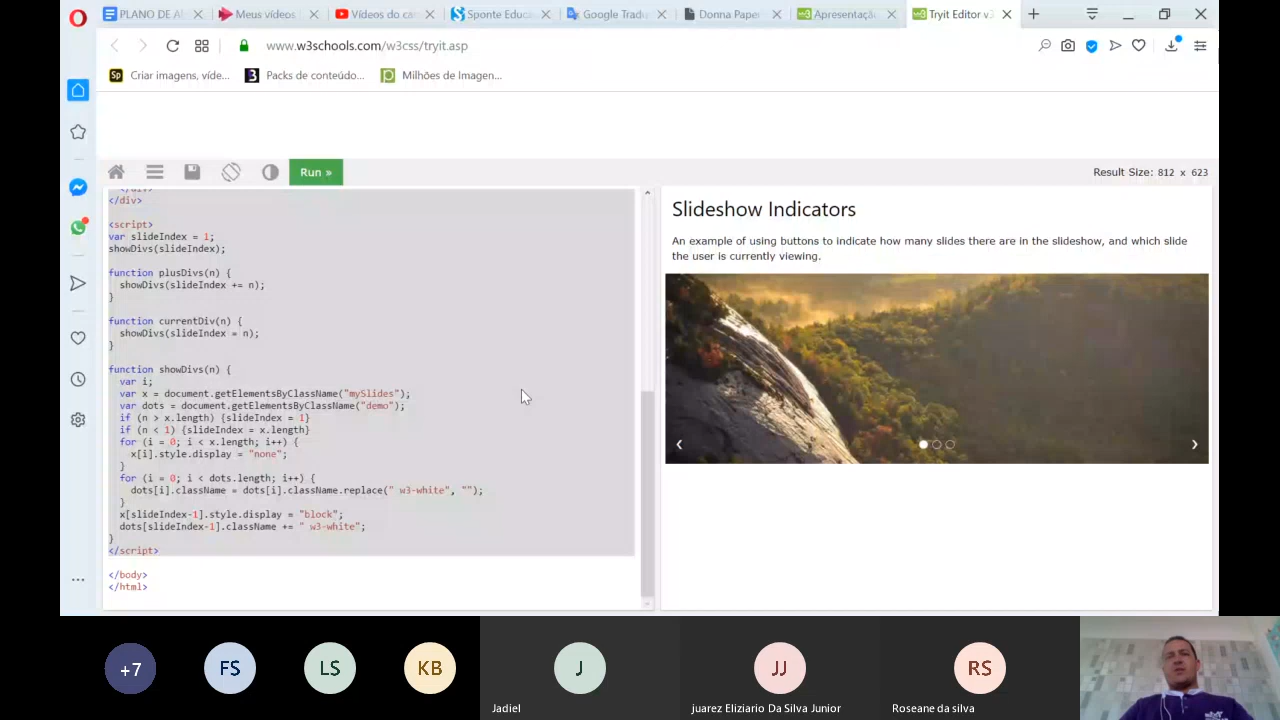 PLANO DE A
Meus vídeos
Vídeos do ca
Sponte Educ
Google Tradu
Donna Pape
Apresentaçã
Tryit Editor v3
www.w3schools.com/w3css/tryit.asp
Sp Criar imagens, víde...
Packs de conteúdo...
Milhões de Imagen...
Run »
Result Size: 812 x 623
</div>
</div>
<script>
var slideIndex = 1;
showDivs(slideIndex);
function plusDivs(n) {
showDivs(slideIndex += n);
}
function currentDiv(n) {
showDivs(slideIndex = n);
}
function showDivs(n) {
var i;
var x = document.getElementsByClassName("mySlides");
var dots = document.getElementsByClassName("demo");
if (n > x.length) {slideIndex = 1}
if (n < 1) {slideIndex = x.length}
for (i = 0; i < x.length; i++) {
x[i].style.display = "none";
}
for (i = 0; i < dots.length; i++) {
dots[i].className = dots[i].className.replace(" w3-white", "");
}
x[slideIndex-1].style.display = "block";
dots[slideIndex-1].className += " w3-white";
}
</script>
</body>
</html>
Slideshow Indicators
An example of using buttons to indicate how many slides there are in the slideshow, and which slide
the user is currently viewing.
+7
FS
LS
KB
J
JJ
RS
Jadiel
juarez Eliziario Da Silva Junior
Roseane da silva